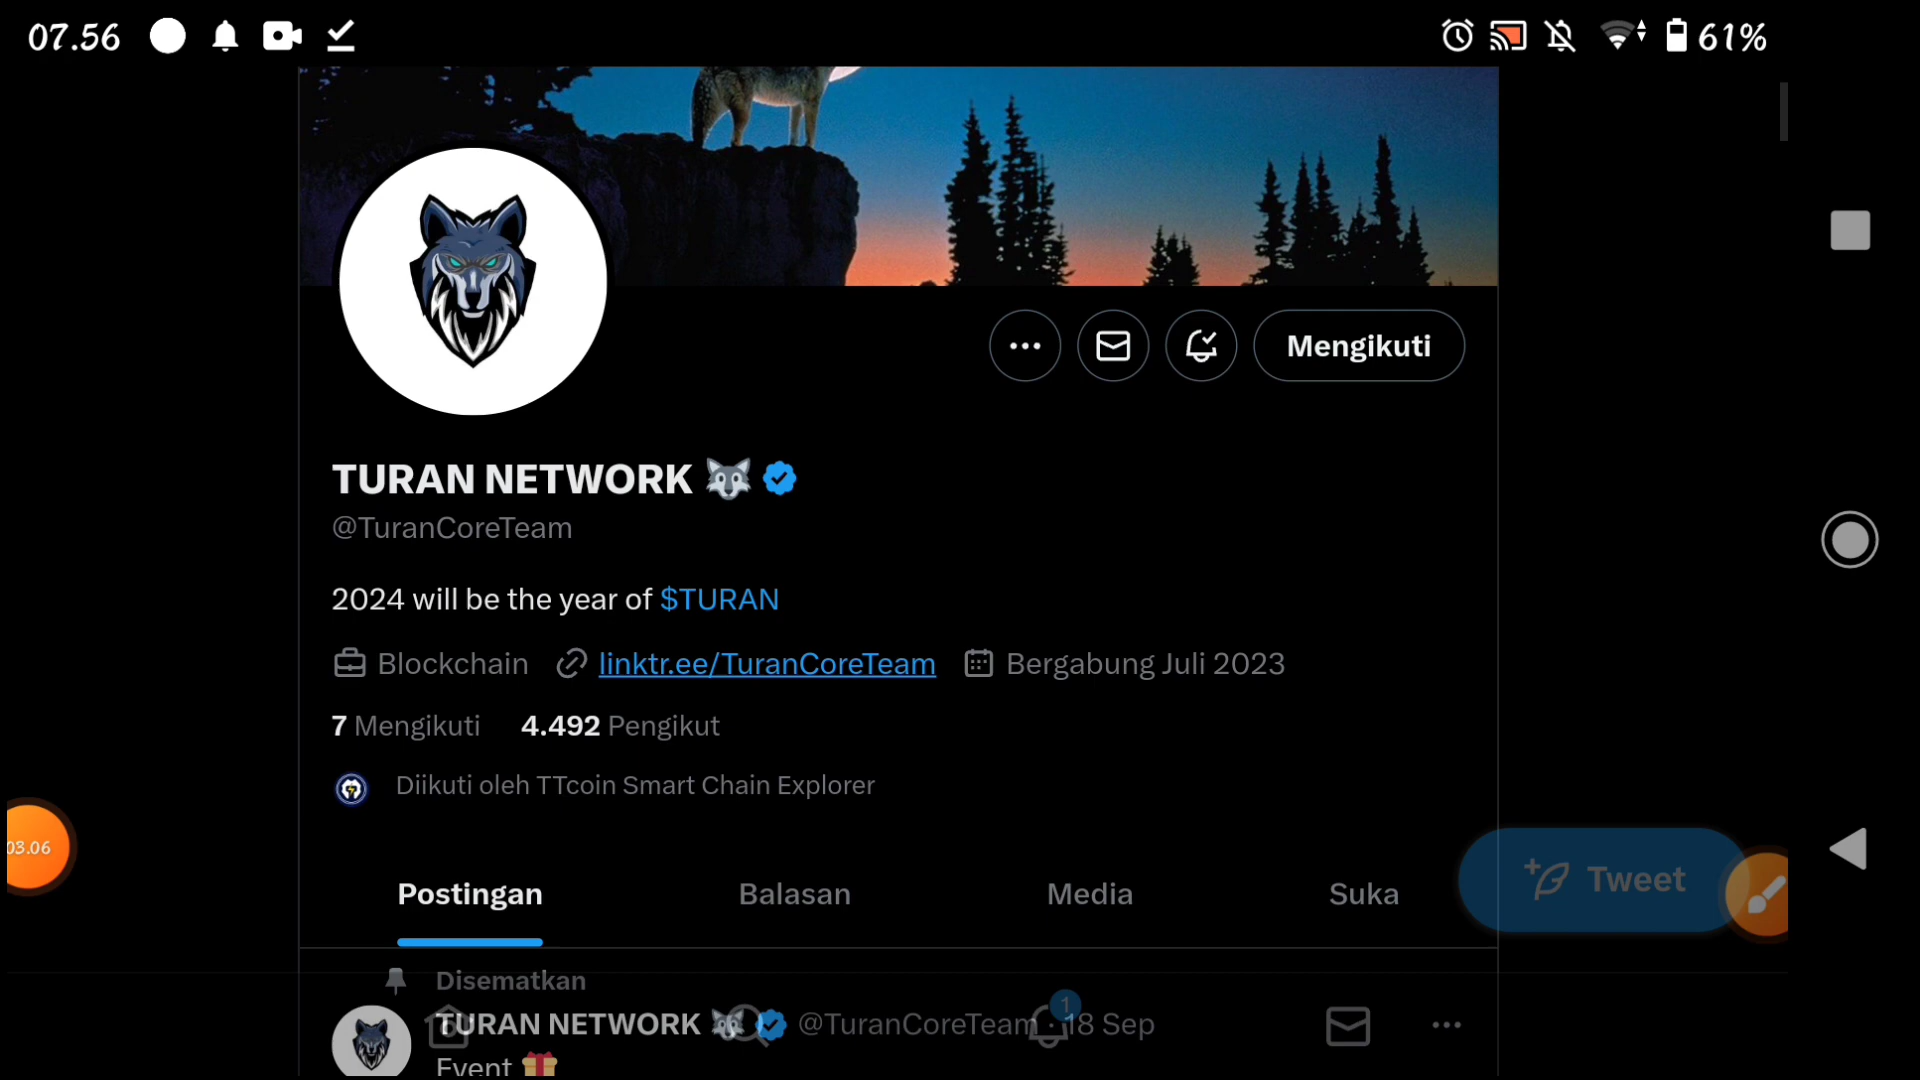 07.56
61%
Mengikuti
TURAN NETWORK
@TuranCoreTeam
2024 will be the year of $TURAN
Blockchain linktr.ee/TuranCoreTeam Bergabung Juli 2023
7 Mengikuti 4.492 Pengikut
Diikuti oleh TTcoin Smart Chain Explorer
03.06
Tweet
Postingan Balasan Media Suka
Disematkan
TURAN NETWORK @TuranCoreTeam 18 Sep
1
Event